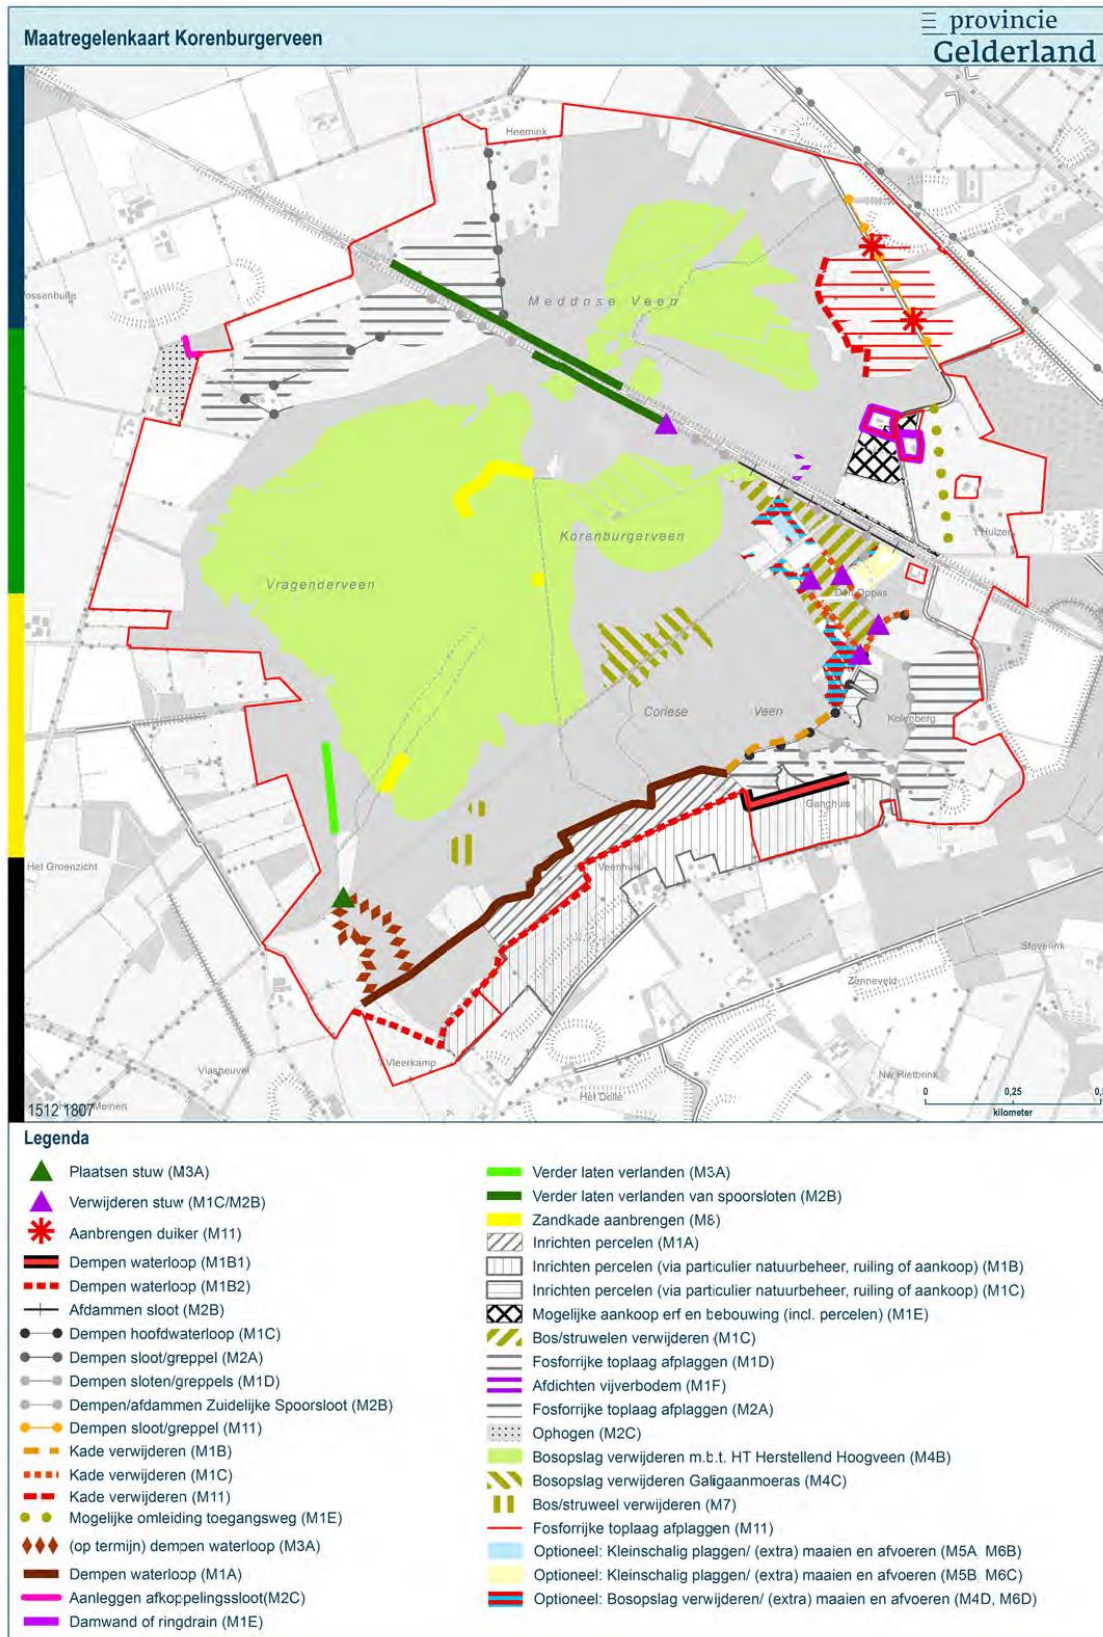 Maatregelenkaart Korenburgerveen
provincie
Gelderland
Heemink
Meddose Veen
Vragenderveen
Korenburgerveen
't Hulzen
Den Oppas
Corlese Veen
Kolenberg
Ganghuis
Veenhuis
Het Groenzicht
Stovelink
Zenneveld
Vleerkamp
Vlasheuvel
Nw Rietbrink
Het Dolle
Meinen
1512 1807
0 0,25
kilometer
Legenda
Plaatsen stuw (M3A)
Verwijderen stuw (M1C/M2B)
Aanbrengen duiker (M11)
Dempen waterloop (M1B1)
Dempen waterloop (M1B2)
Afdammen sloot (M2B)
Dempen hoofdwaterloop (M1C)
Dempen sloot/greppel (M2A)
Dempen sloten/greppels (M1D)
Dempen/afdammen Zuidelijke Spoorsloot (M2B)
Dempen sloot/greppel (M11)
Kade verwijderen (M1B)
Kade verwijderen (M1C)
Kade verwijderen (M11)
Mogelijke omleiding toegangsweg (M1E)
(op termijn) dempen waterloop (M3A)
Dempen waterloop (M1A)
Aanleggen afkoppelingssloot(M2C)
Damwand of ringdrain (M1E)
Verder laten verlanden (M3A)
Verder laten verlanden van spoorsloten (M2B)
Zandkade aanbrengen (M8)
Inrichten percelen (M1A)
Inrichten percelen (via particulier natuurbeheer, ruiling of aankoop) (M1B)
Inrichten percelen (via particulier natuurbeheer, ruiling of aankoop) (M1C)
Mogelijke aankoop erf en bebouwing (incl. percelen) (M1E)
Bos/struwelen verwijderen (M1C)
Fosforrijke toplaag afplaggen (M1D)
Afdichten vijverbodem (M1F)
Fosforrijke toplaag afplaggen (M2A)
Ophogen (M2C)
Bosopslag verwijderen m.b.t. HT Herstellend Hoogveen (M4B)
Bosopslag verwijderen Galigaanmoeras (M4C)
Bos/struweel verwijderen (M7)
Fosforrijke toplaag afplaggen (M11)
Optioneel: Kleinschalig plaggen/ (extra) maaien en afvoeren (M5A M6B)
Optioneel: Kleinschalig plaggen/ (extra) maaien en afvoeren (M5B M6C)
Optioneel: Bosopslag verwijderen/ (extra) maaien en afvoeren (M4D, M6D)